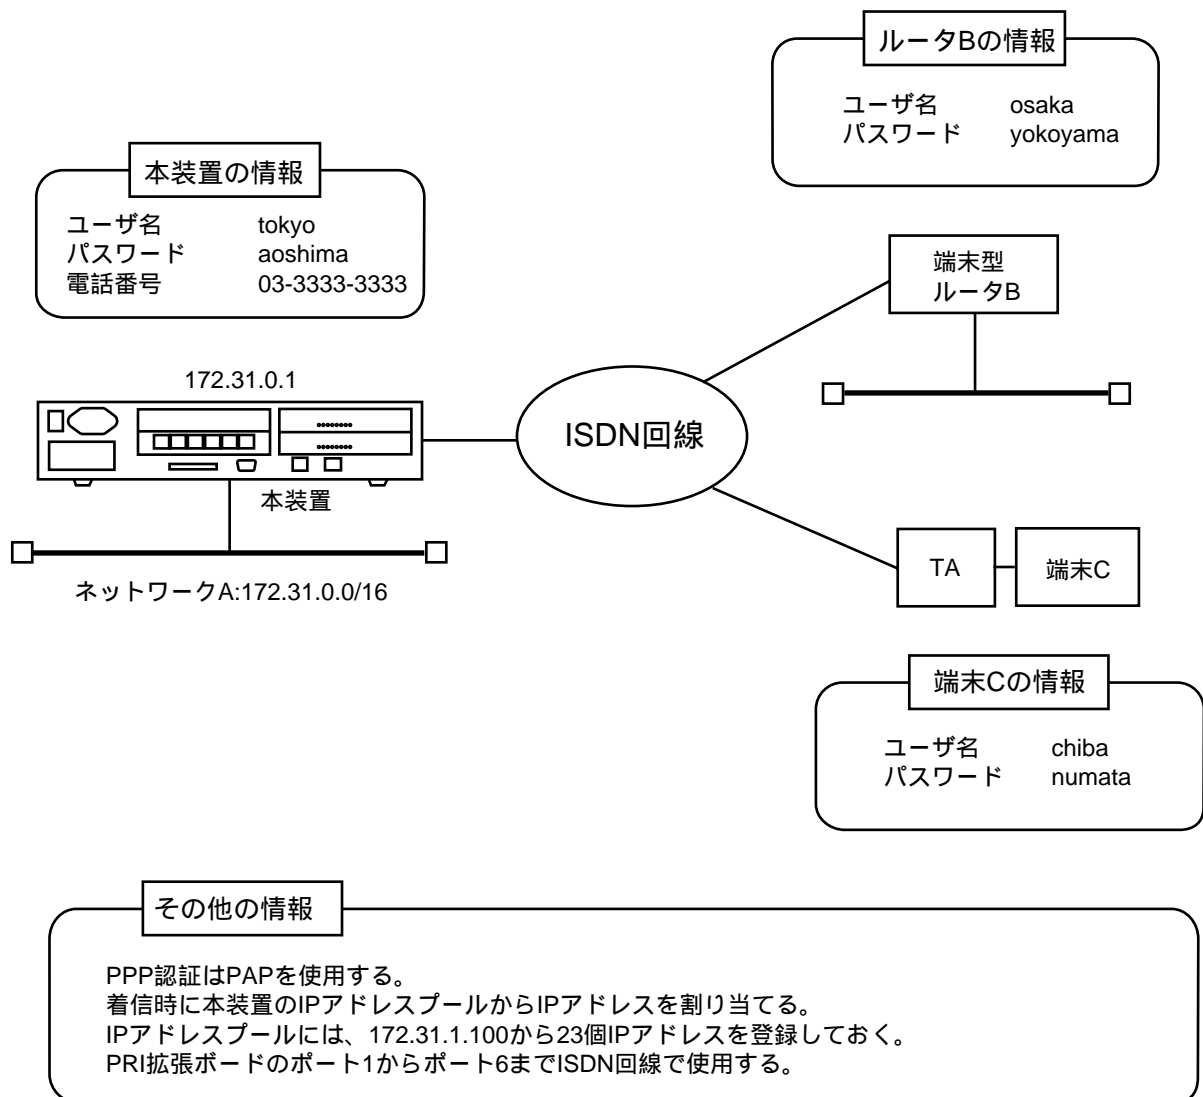 ルータBの情報
ユーザ名 osaka
パスワード yokoyama
本装置の情報
ユーザ名 tokyo
パスワード aoshima
電話番号 03-3333-3333
端末型
ルータB
172.31.0.1
ISDN回線
本装置
ネットワークA:172.31.0.0/16
TA
端末C
端末Cの情報
ユーザ名 chiba
パスワード numata
その他の情報
PPP認証はPAPを使用する。
着信時に本装置のIPアドレスプールからIPアドレスを割り当てる。
IPアドレスプールには、172.31.1.100から23個IPアドレスを登録しておく。
PRI拡張ボードのポート1からポート6までISDN回線で使用する。